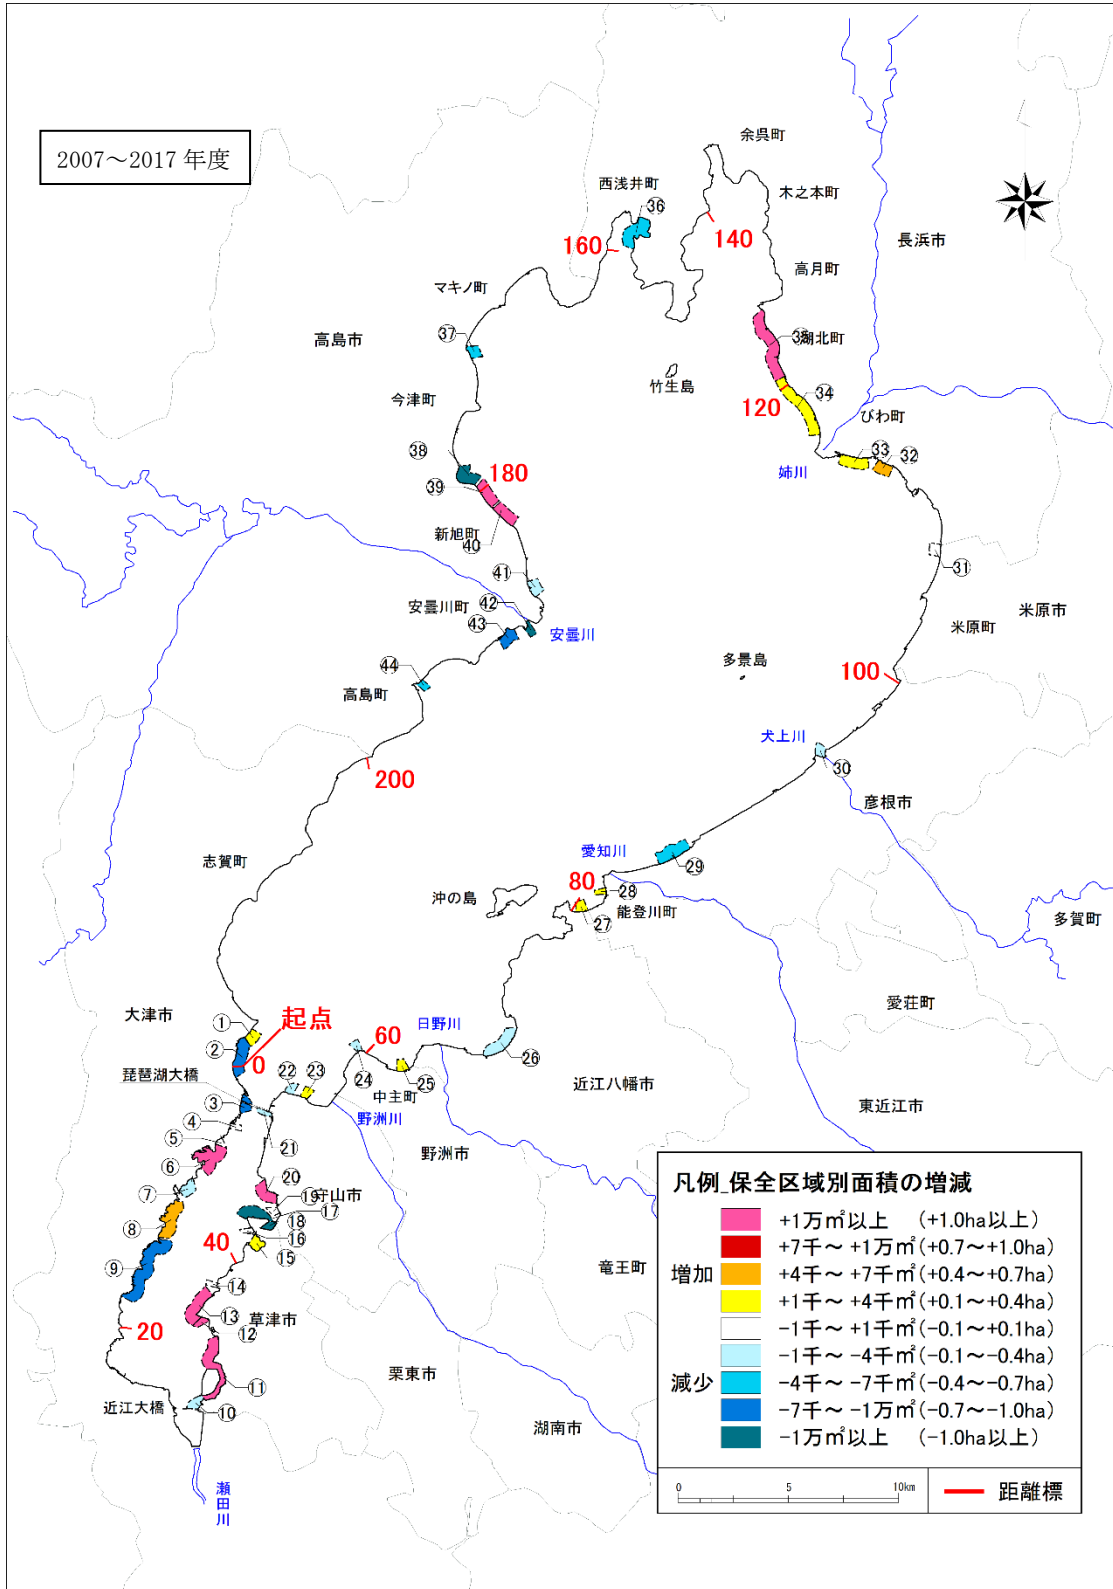 2007～2017 年度
余呉町
西浅井町
㊱
木之本町
160
140
長浜市
高月町
マキノ町
高島市
㊲
湖北町
竹生島
今津町
㉞
120
びわ町
㊳
㉝
㉜
姉川
180
㊴
新旭町
㊵
㉛
㊶
米原市
安曇川町
㊷
米原町
㊸
安曇川
多景島
㊹
100
高島町
犬上川
200
㉚
彦根市
志賀町
愛知川
㉙
80
㉘
沖の島
能登川町
㉗
多賀町
愛荘町
大津市
①
起点
②
日野川
0
60
㉖
琵琶湖大橋
㉒
㉓
㉔
㉕
近江八幡市
中主町
③
東近江市
④
野洲川
㉑
⑤
野洲市
⑥
⑳
守山市
⑲
⑦
⑰
⑱
⑧
⑯
40
⑮
⑨
竜王町
⑭
⑬
草津市
20
⑫
栗東市
⑪
近江大橋
⑩
湖南市
瀬田川
凡例_保全区域別面積の増減
増加
+1万㎡以上 (+1.0ha以上)
+7千～ +1万㎡(+0.7～+1.0ha)
+4千～ +7千㎡(+0.4～+0.7ha)
+1千～ +4千㎡(+0.1～+0.4ha)
-1千～ +1千㎡(-0.1～+0.1ha)
減少
-1千～ -4千㎡(-0.1～-0.4ha)
-4千～ -7千㎡(-0.4～-0.7ha)
-7千～ -1万㎡(-0.7～-1.0ha)
-1万㎡以上 (-1.0ha以上)
0 5 10km
距離標